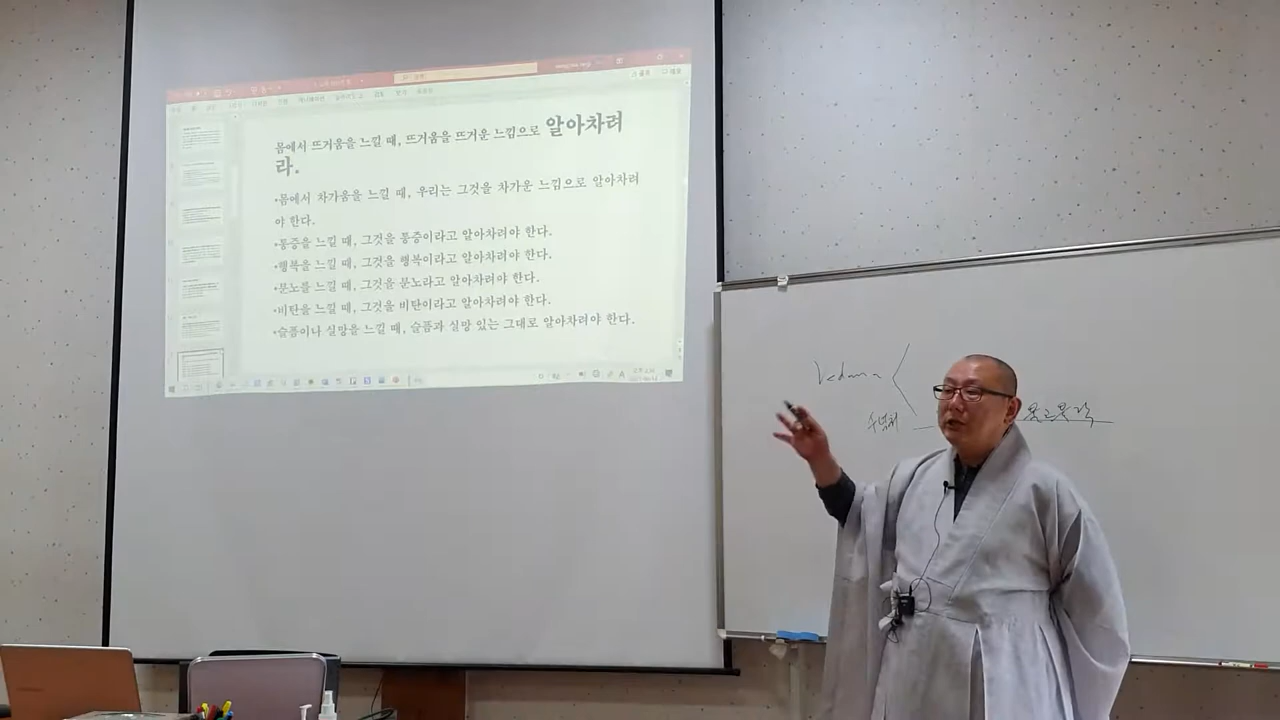 몸에서 뜨거움을 느낄 때, 뜨거움을 뜨거운 느낌으로 알아차려
라.
•몸에서 차가움을 느낄 때, 우리는 그것을 차가운 느낌으로 알아차려
야 한다.
•통증을 느낄 때, 그것을 통증이라고 알아차려야 한다.
•행복을 느낄 때, 그것을 행복이라고 알아차려야 한다.
•분노를 느낄 때, 그것을 분노라고 알아차려야 한다.
•비탄을 느낄 때, 그것을 비탄이라고 알아차려야 한다.
•슬픔이나 실망을 느낄 때, 슬픔과 실망 있는 그대로 알아차려야 한다.
Vedana
수념처